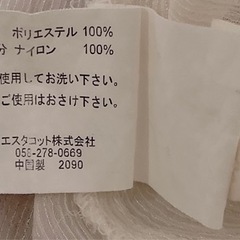 ポリエステル 100%
分 ナイロン 100%
使用してお洗い下さい。
ご使用はおさけ下さい。
エスタコット株式会社
058-278-0669
中国製 2090